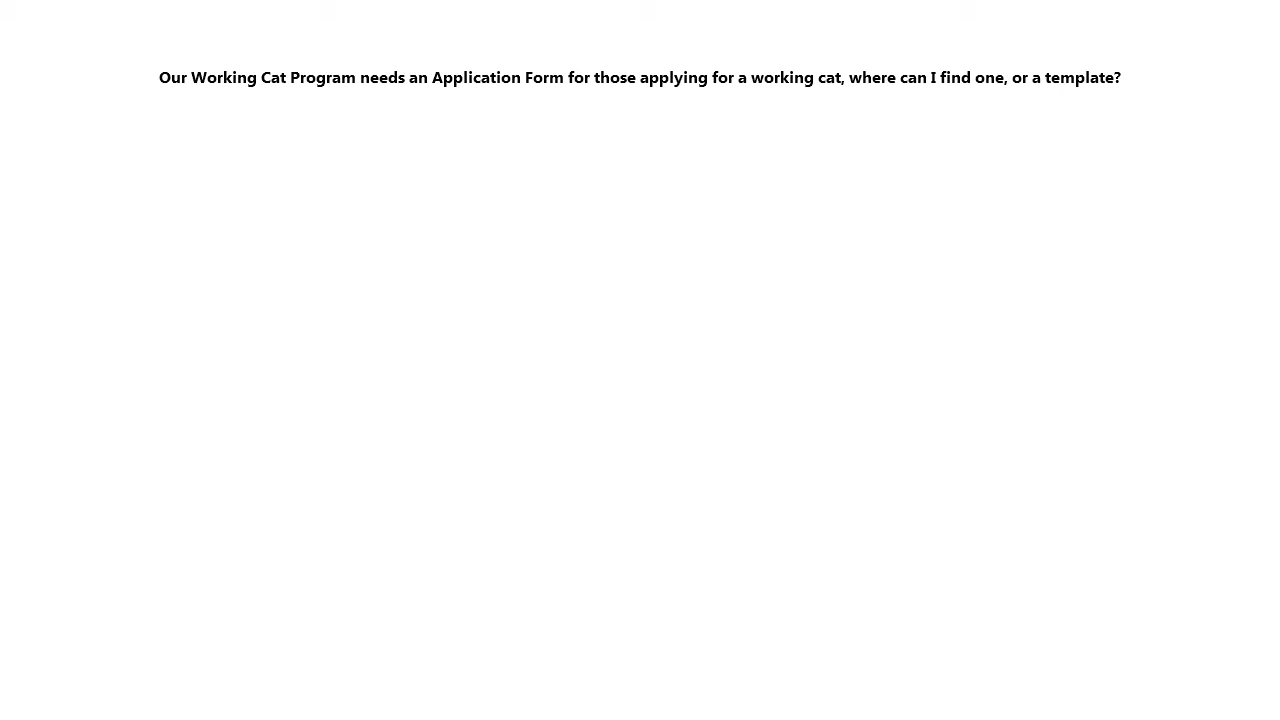 Our Working Cat Program needs an Application Form for those applying for a working cat, where can I find one, or a template?